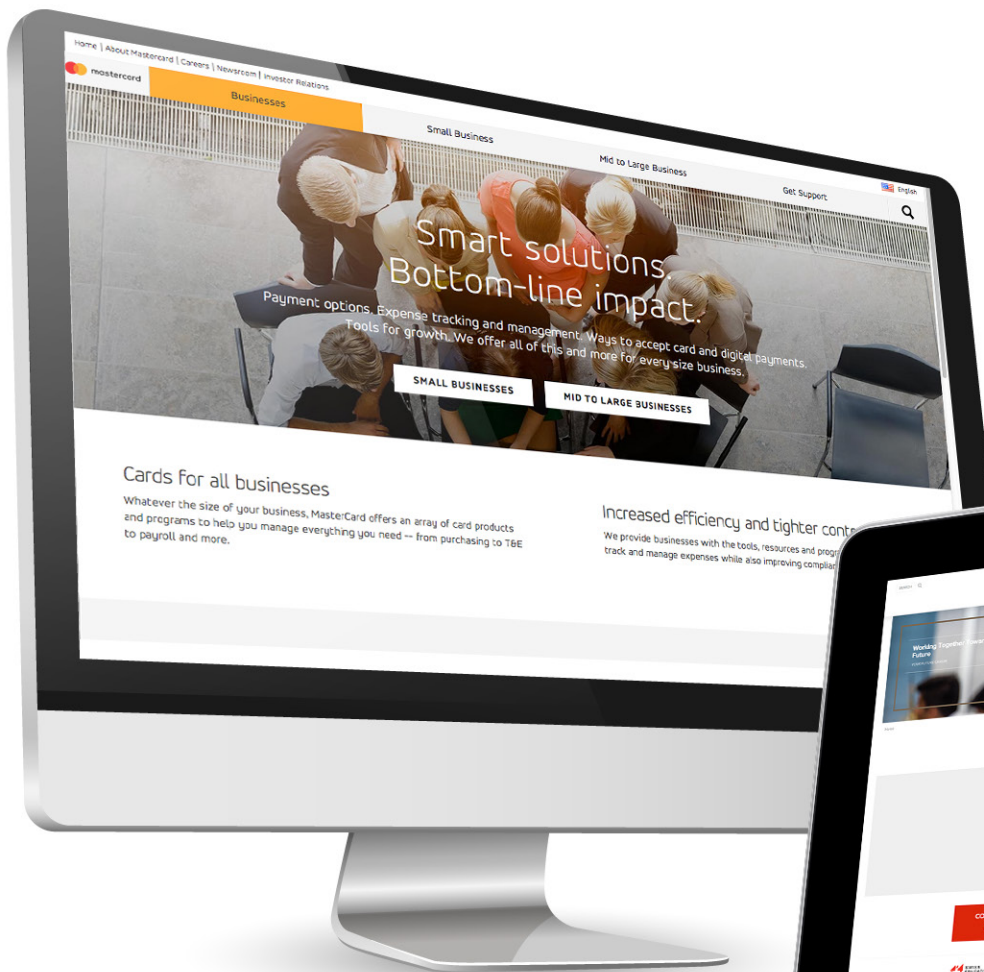 Home | About Mastercard | Careers | Newsroom | Investor Relations
mastercard
Businesses
Small Business
Mid to Large Business
Get Support
English
Smart solutions.
Bottom-line impact.
Payment options. Expense tracking and management. Ways to accept card and digital payments.
Tools for growth. We offer all of this and more for every size business.
SMALL BUSINESSES
MID TO LARGE BUSINESSES
Cards for all businesses
Whatever the size of your business, MasterCard offers an array of card products
and programs to help you manage everything you need -- from purchasing to T&E
to payroll and more.
Increased efficiency and tighter cont
We provide businesses with the tools, resources and progr
track and manage expenses while also improving complian
Working Together
Future
CO